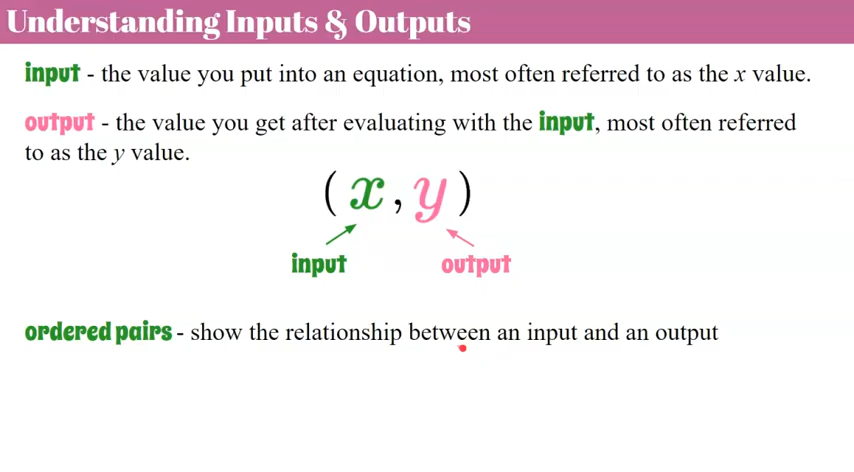 Understanding Inputs & Outputs
input - the value you put into an equation, most often referred to as the x value.
output - the value you get after evaluating with the input, most often referred
to as the y value.
(x, y)
input output
ordered pairs - show the relationship between an input and an output